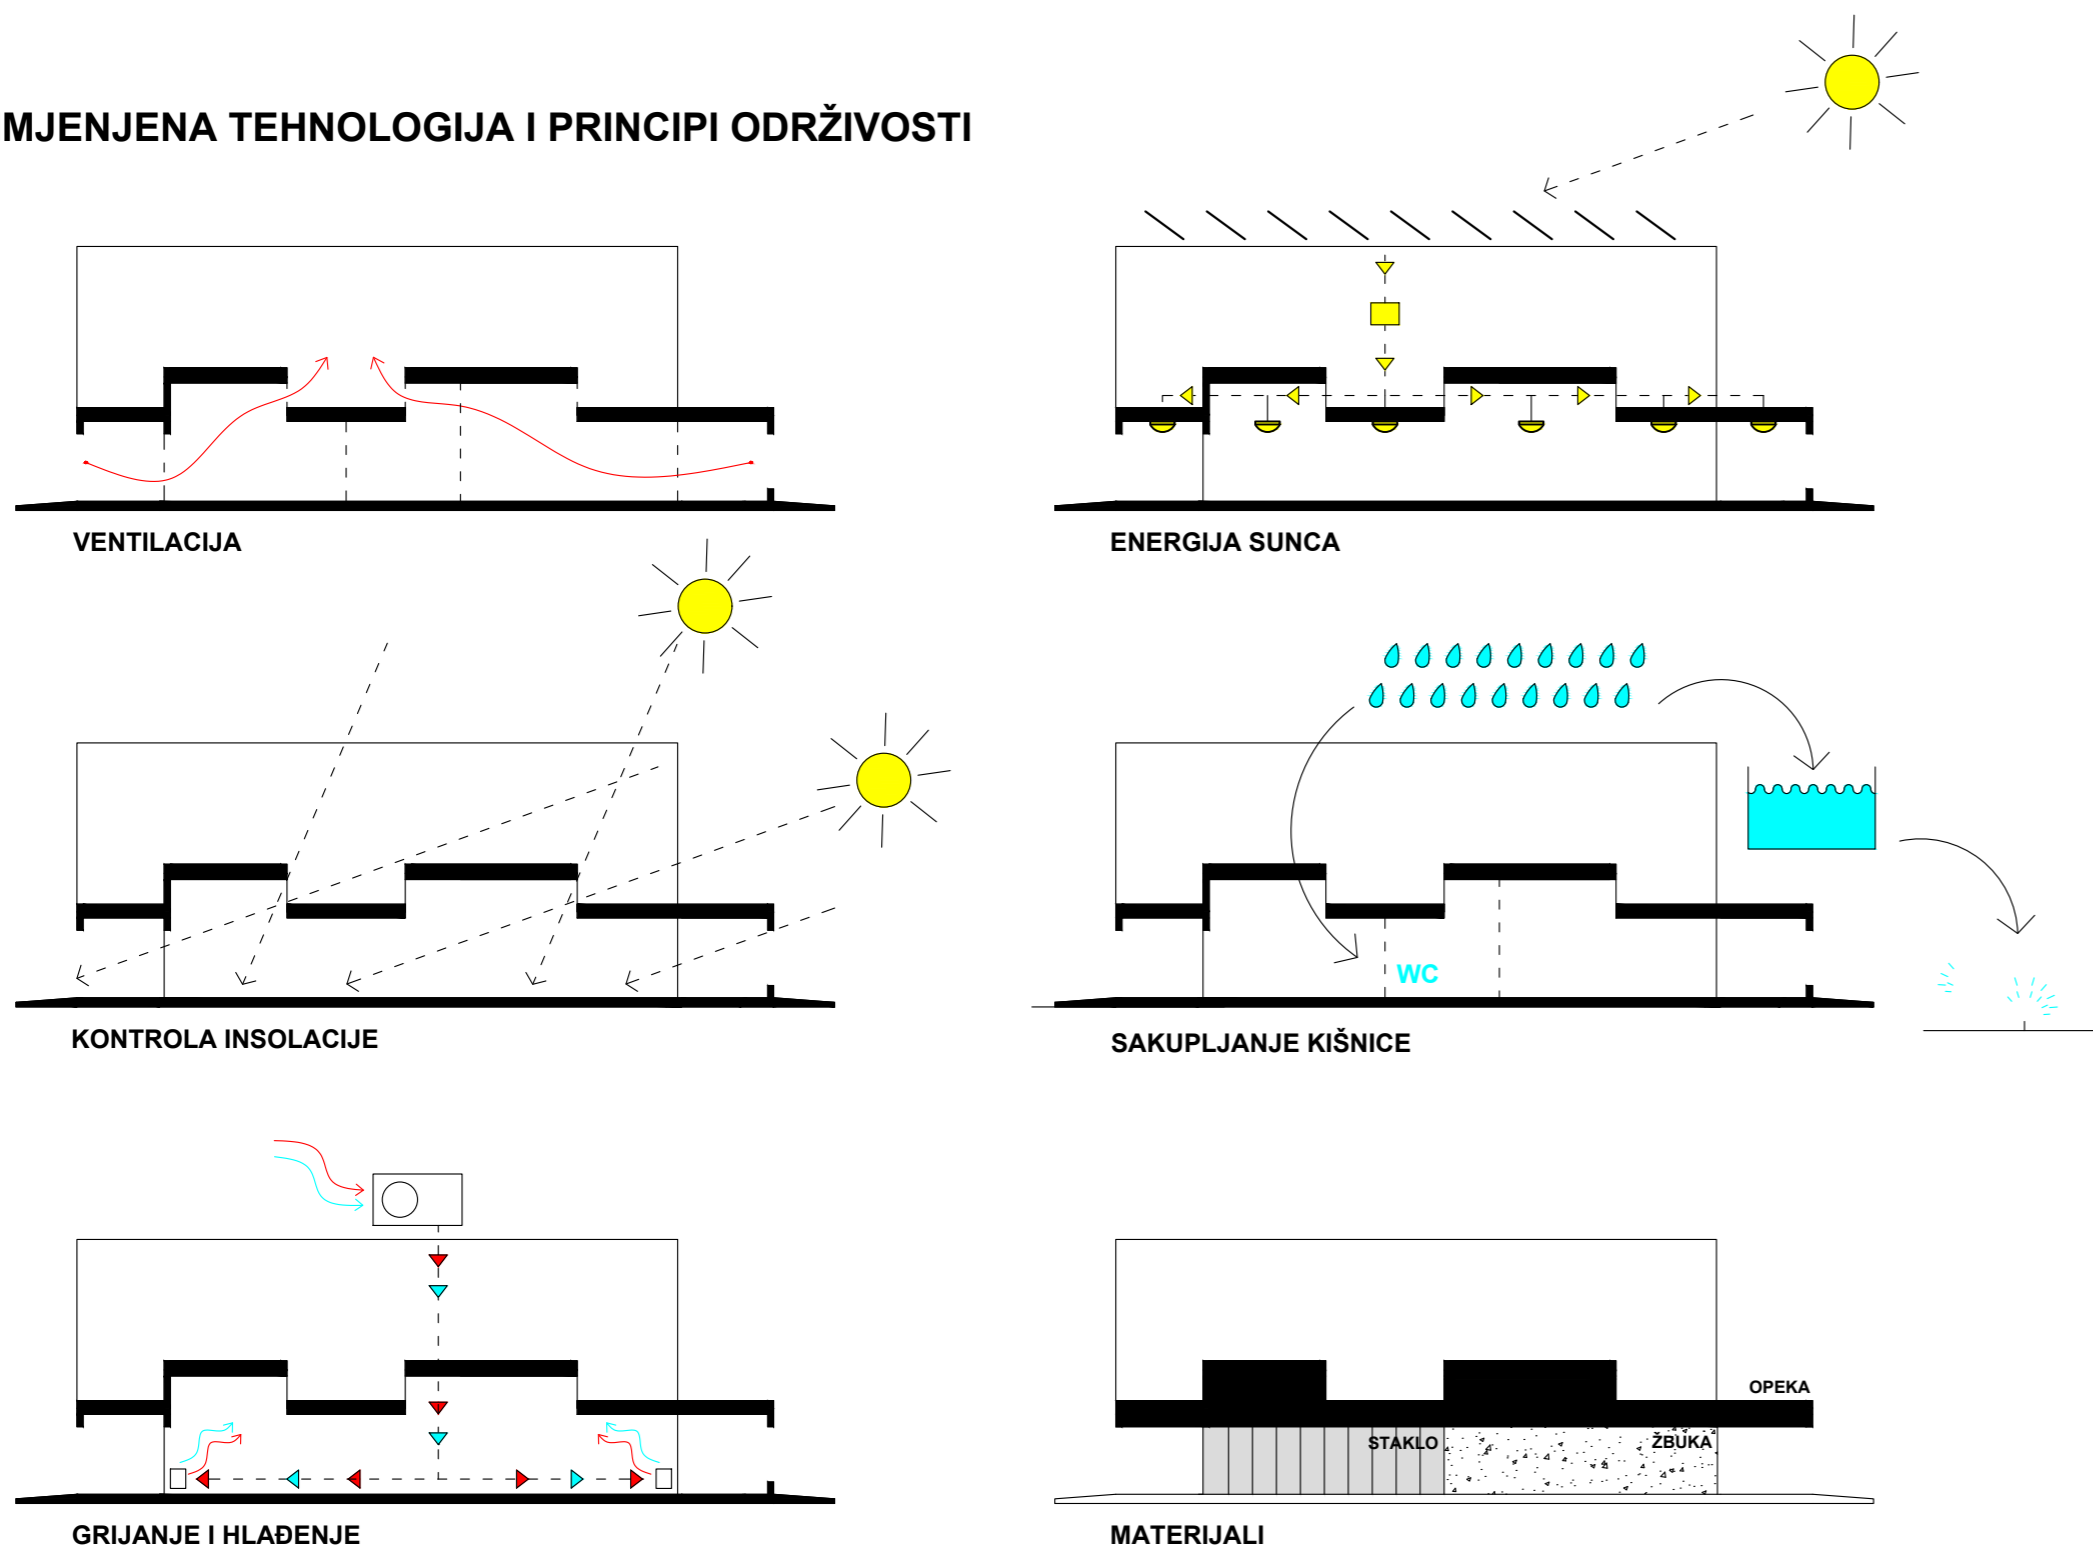 MJENJENA TEHNOLOGIJA I PRINCIPI ODRŽIVOSTI
VENTILACIJA
ENERGIJA SUNCA
KONTROLA INSOLACIJE
WC
SAKUPLJANJE KIŠNICE
GRIJANJE I HLAĐENJE
OPEKA
STAKLO
ŽBUKA
MATERIJALI